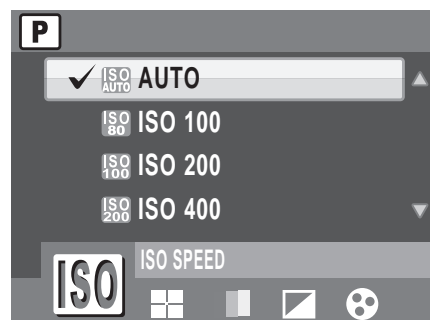 P
ISO AUTO AUTO
ISO 80 ISO 100
ISO 100 ISO 200
ISO 200 ISO 400
ISO SPEED
ISO